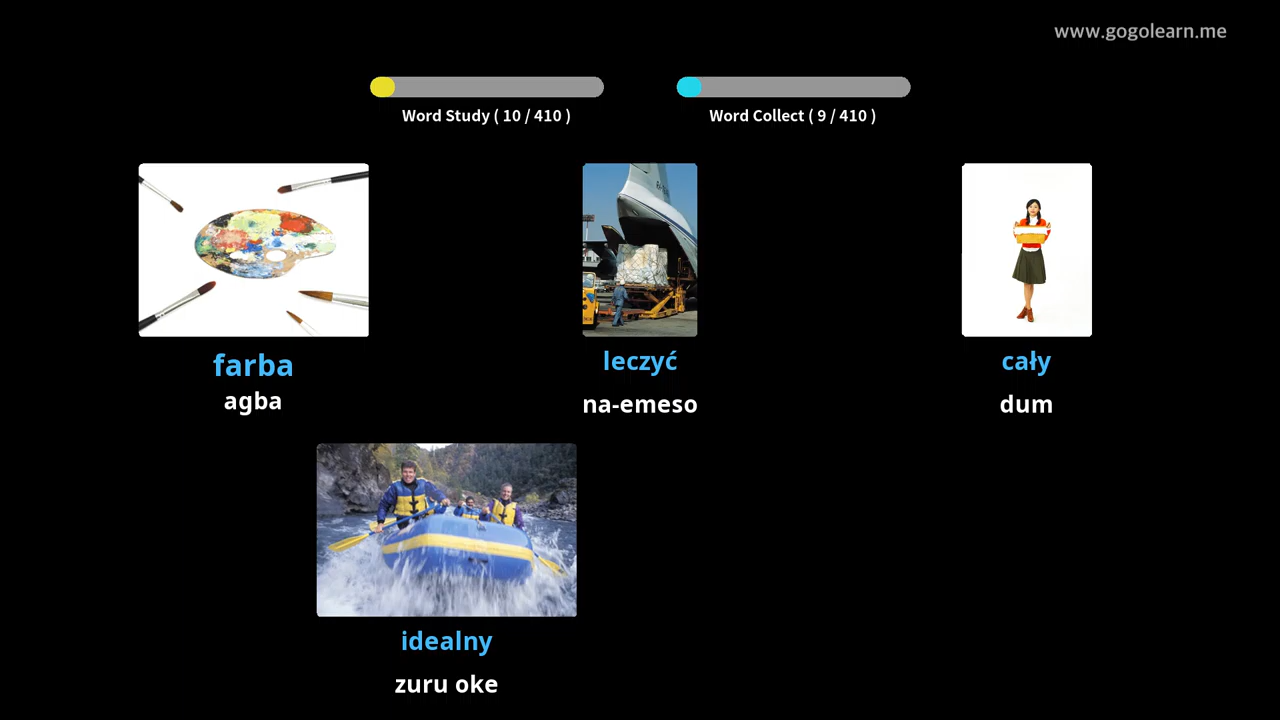 www.gogolearn.me
Word Study ( 10 / 410 )
Word Collect ( 9 / 410 )
farba
agba
leczyć
na-emeso
cały
dum
idealny
zuru oke